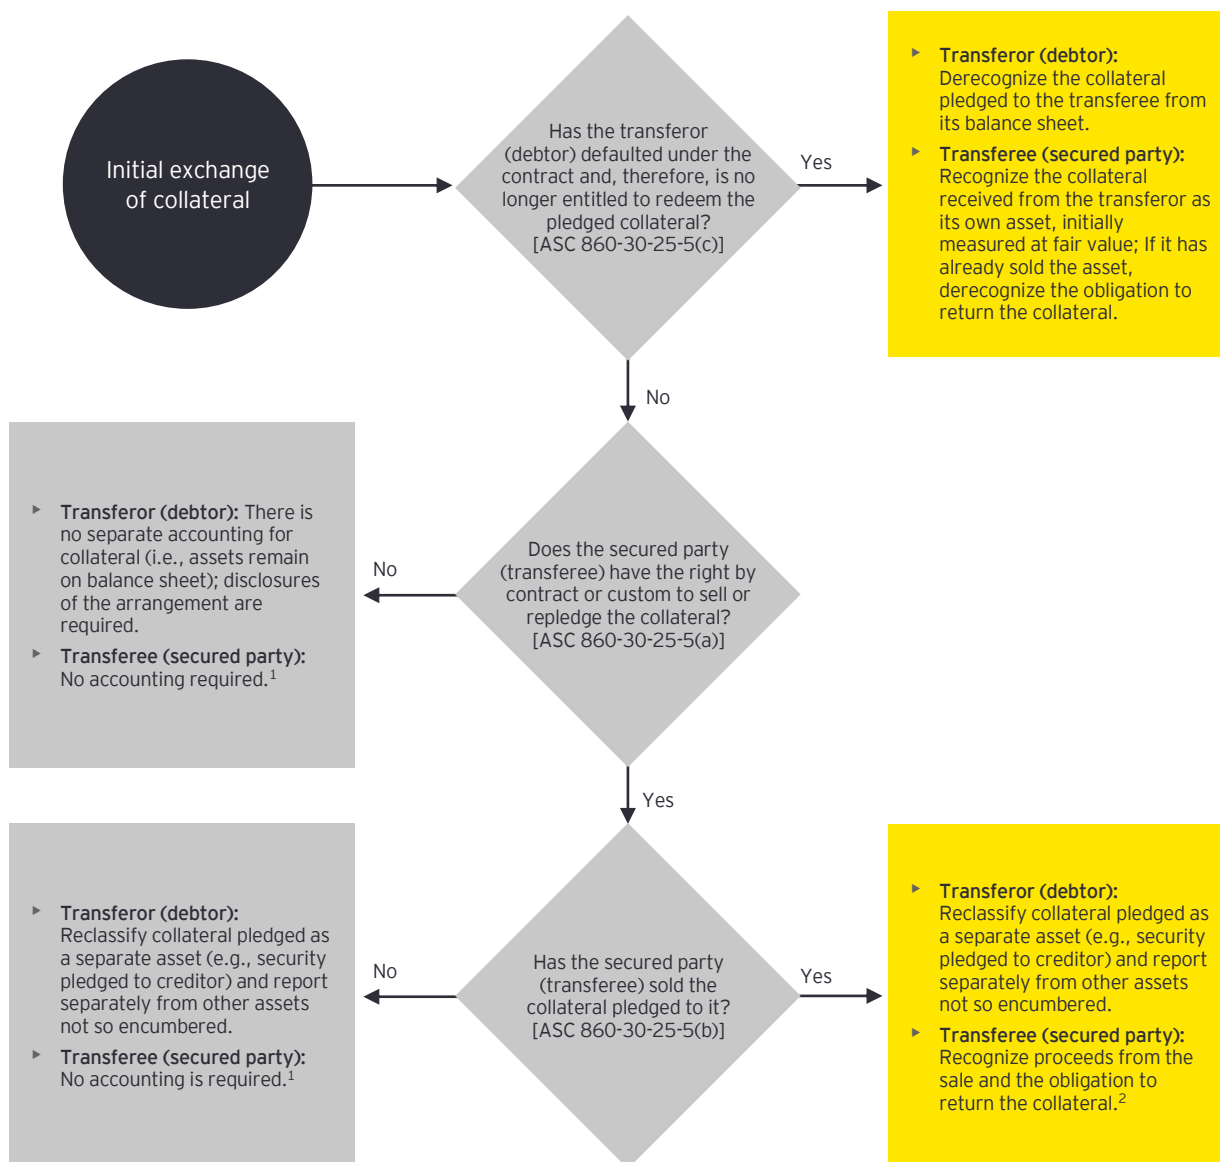 Initial exchange
of collateral
Has the transferor
(debtor) defaulted under the
contract and, therefore, is no
longer entitled to redeem the
pledged collateral?
[ASC 860-30-25-5(c)]
Yes
▸ Transferor (debtor):
Derecognize the collateral
pledged to the transferee from
its balance sheet.
▸ Transferee (secured party):
Recognize the collateral
received from the transferor as
its own asset, initially
measured at fair value; If it has
already sold the asset,
derecognize the obligation to
return the collateral.
No
▸ Transferor (debtor): There is
no separate accounting for
collateral (i.e., assets remain
on balance sheet); disclosures
of the arrangement are
required.
▸ Transferee (secured party):
No accounting required.1
No
Does the secured party
(transferee) have the right by
contract or custom to sell or
repledge the collateral?
[ASC 860-30-25-5(a)]
Yes
▸ Transferor (debtor):
Reclassify collateral pledged as
a separate asset (e.g., security
pledged to creditor) and report
separately from other assets
not so encumbered.
▸ Transferee (secured party):
No accounting is required.1
No
Has the secured party
(transferee) sold the
collateral pledged to it?
[ASC 860-30-25-5(b)]
Yes
▸ Transferor (debtor):
Reclassify collateral pledged as
a separate asset (e.g., security
pledged to creditor) and report
separately from other assets
not so encumbered.
▸ Transferee (secured party):
Recognize proceeds from the
sale and the obligation to
return the collateral.2